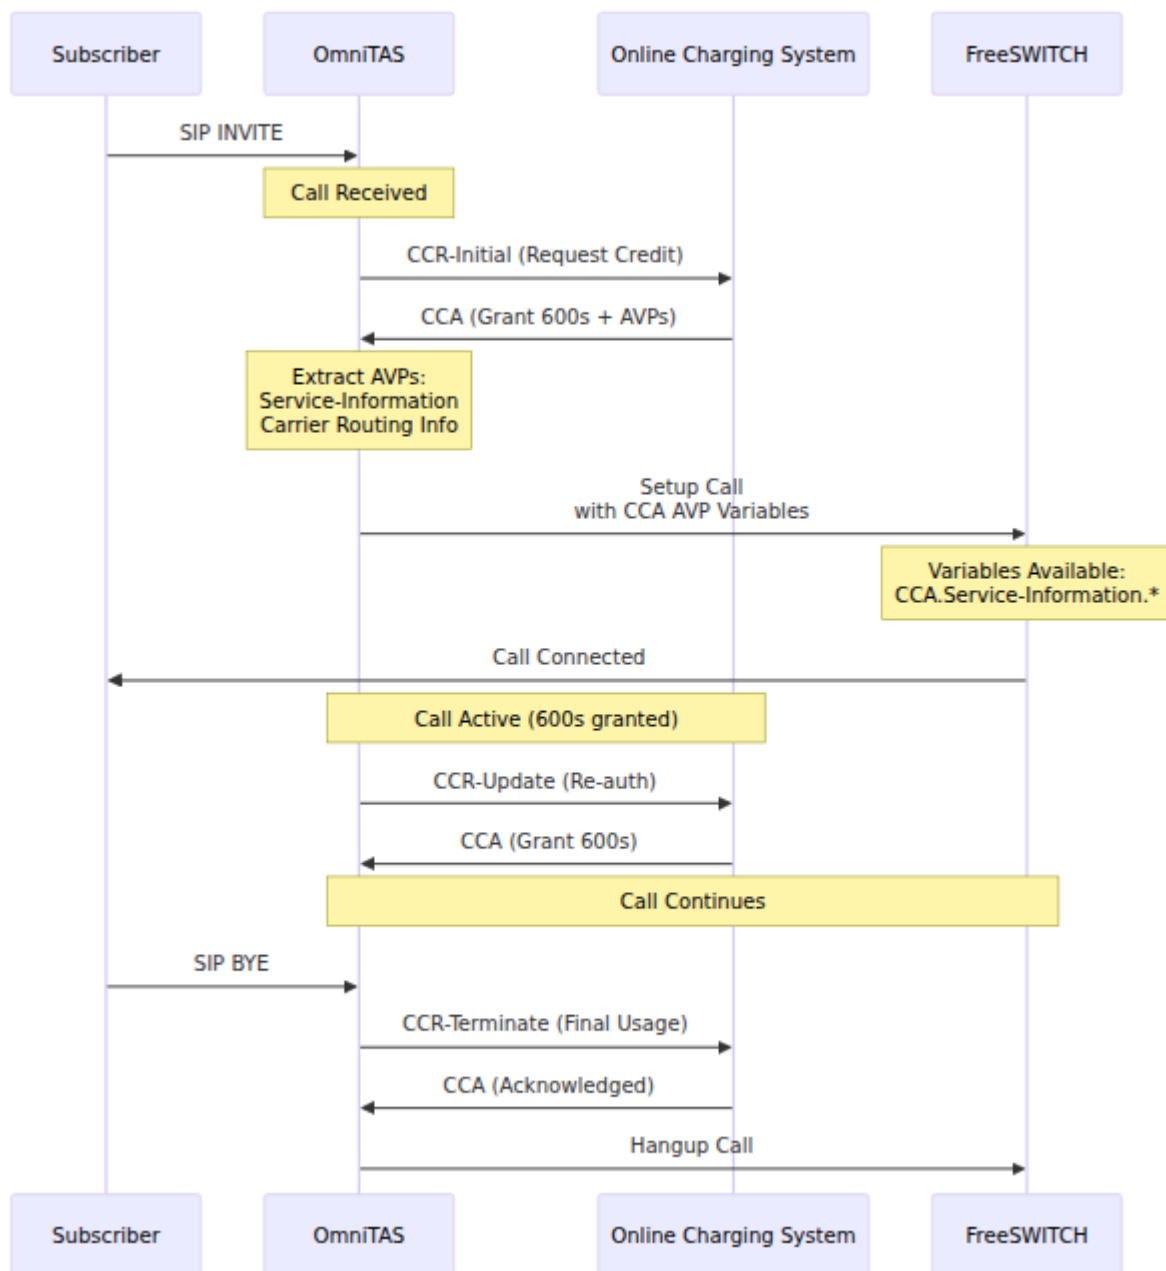 Subscriber
OmniTAS
Online Charging System
FreeSWITCH
SIP INVITE
Call Received
CCR-Initial (Request Credit)
CCA (Grant 600s + AVPs)
Extract AVPs:
Service-Information
Carrier Routing Info
Setup Call
with CCA AVP Variables
Variables Available:
CCA.Service-Information.*
Call Connected
Call Active (600s granted)
CCR-Update (Re-auth)
CCA (Grant 600s)
Call Continues
SIP BYE
CCR-Terminate (Final Usage)
CCA (Acknowledged)
Hangup Call
Subscriber
OmniTAS
Online Charging System
FreeSWITCH